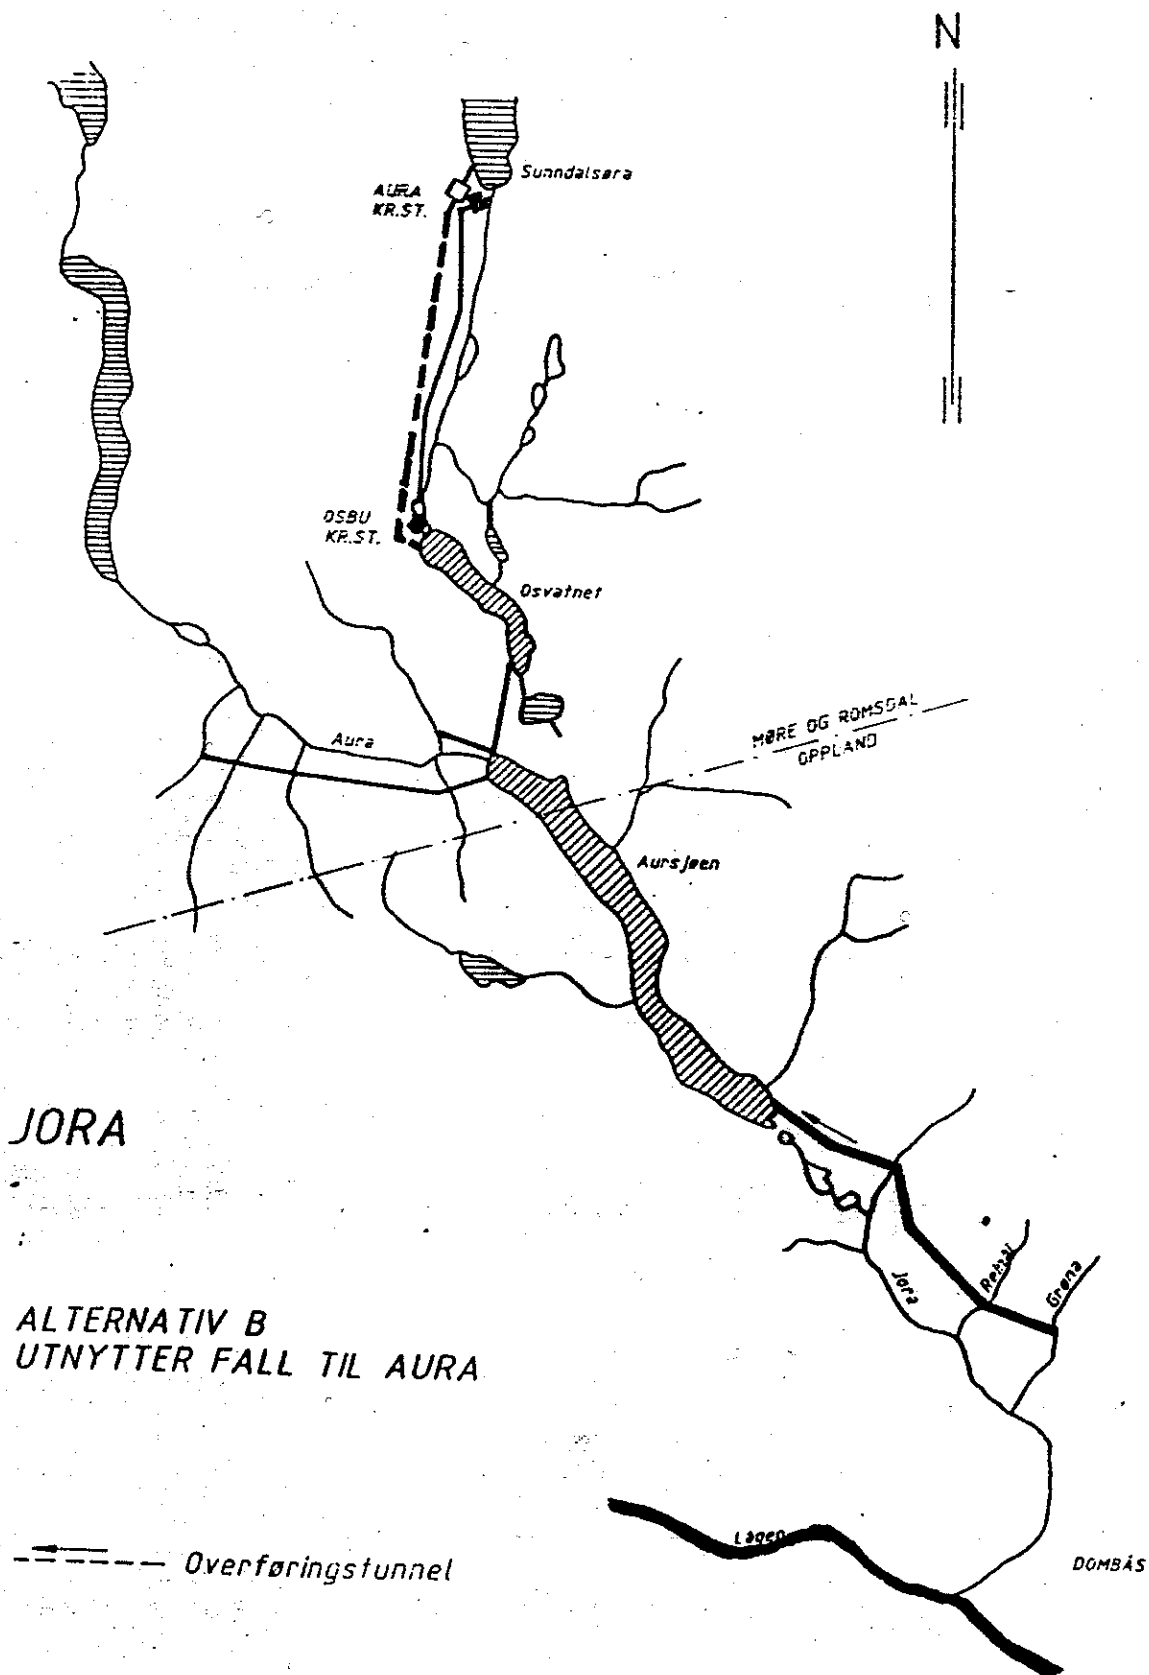 N
Sunndalsøra
AURA
KR.ST.
OSBU
KR.ST.
Osvatnet
MØRE OG ROMSDAL
OPPLAND
Aura
Aursjøen
JORA
Jora
Grøna
ALTERNATIV B
UTNYTTER FALL TIL AURA
Lågen
Overføringstunnel
DOMBÅS